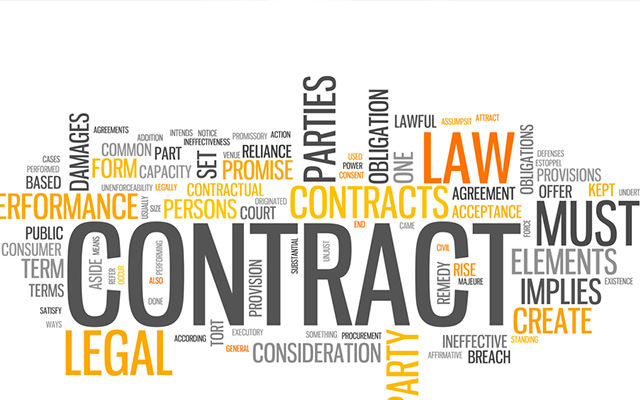 DAMAGES
AGREEMENTS
ADDITION
INTENDS
NOTICE
PROMISSORY
ACTION
INEFFECTIVENESS
COMMON
PART
SET
VENUE
RELIANCE
FORM
CAPACITY
PROMISE
CASES
PERFORMED
BASED
UNENFORCEABILITY
LEGALLY
CONTRACTUAL
ORIGINATED
PARTIES
USED
POWER
CONSENT
OBLIGATION
ONE
LAWFUL
ASSUMPSIT
ATTRACT
LAW
OBLIGATIONS
DEFENSES
ESTOPPEL
PROVISIONS
AGREEMENT
OFFER
KEPT
UNDERT
ERFORMANCE
USUALLY
SIZE
PERSONS
COURT
CONTRACTS
ACCEPTANCE
END
CAME
FORCE
MUST
PUBLIC
CONSUMER
TERM
TERMS
SATISFY
WAYS
ASIDE
MEANS
REFER
OCCUR
ALSO
PERFORMING
DONE
CONTRACT
PROVISION
SUBSTANTIAL
UNJUST
CIVIL
REMEDY
RISE
MAJEURE
ELEMENTS
IMPLIES
EXISTENCE
CREATE
STANDING
LEGAL
ACCORDING
TORT
EXECUTORY
GENERAL
CONSIDERATION
SOMETHING
PROCUREMENT
PARTY
INEFFECTIVE
AFFIRMATIVE
BREACH